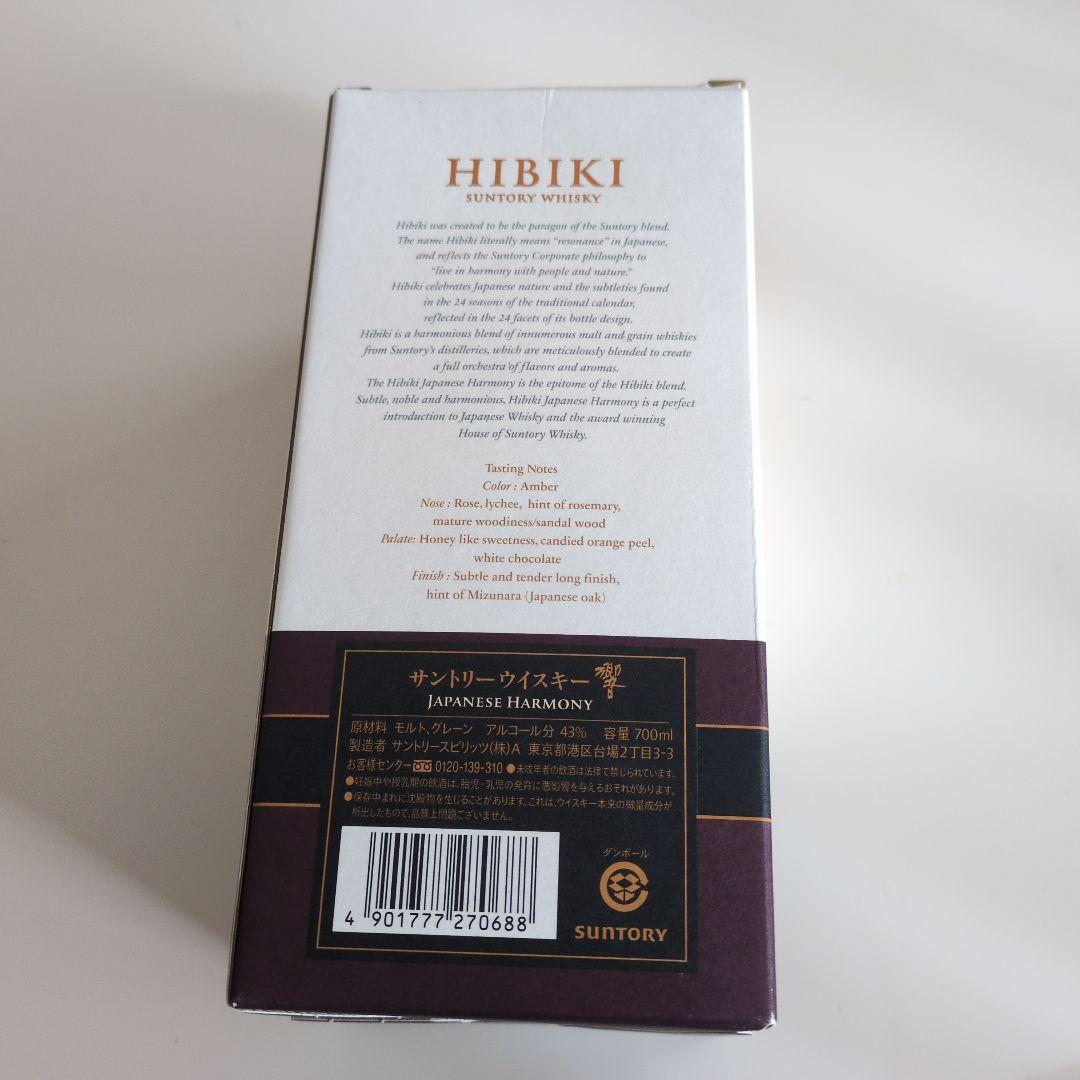 HIBIKI
SUNTORY WHISKY
Hibiki was created to be the paragon of the Suntory blend.
The name Hibiki literally means “resonance” in Japanese,
and reflects the Suntory Corporate philosophy to
“live in harmony with people and nature.”
Hibiki celebrates Japanese nature and the subtleties found
in the 24 seasons of the traditional calendar,
reflected in the 24 facets of its bottle design.
Hibiki is a harmonious blend of innumerous malt and grain whiskies
from Suntory's distilleries, which are meticulously blended to create
a full orchestra of flavors and aromas.
The Hibiki Japanese Harmony is the epitome of the Hibiki blend.
Subtle, noble and harmonious, Hibiki Japanese Harmony is a perfect
introduction to Japanese Whisky and the award winning
House of Suntory Whisky.
Tasting Notes
Color : Amber
Nose : Rose, lychee, hint of rosemary,
mature woodiness/sandal wood
Palate: Honey like sweetness, candied orange peel,
white chocolate
Finish : Subtle and tender long finish,
hint of Mizunara (Japanese oak)
サントリーウイスキー 響
JAPANESE HARMONY
原材料 モルト、グレーン アルコール分 43% 容量 700ml
製造者 サントリースピリッツ(株)A 東京都港区台場2丁目3-3
お客様センター 0120-139-310 ●未成年者の飲酒は法律で禁じられています。
●妊娠中や授乳期の飲酒は、胎児・乳児の発育に悪影響を与えるおそれがあります。
●保存中まれに沈殿物を生じることがあります。これは、ウイスキー本来の微量成分が
析出したもので、品質上問題ございません。
4 901777 270688
ダンボール
SUNTORY